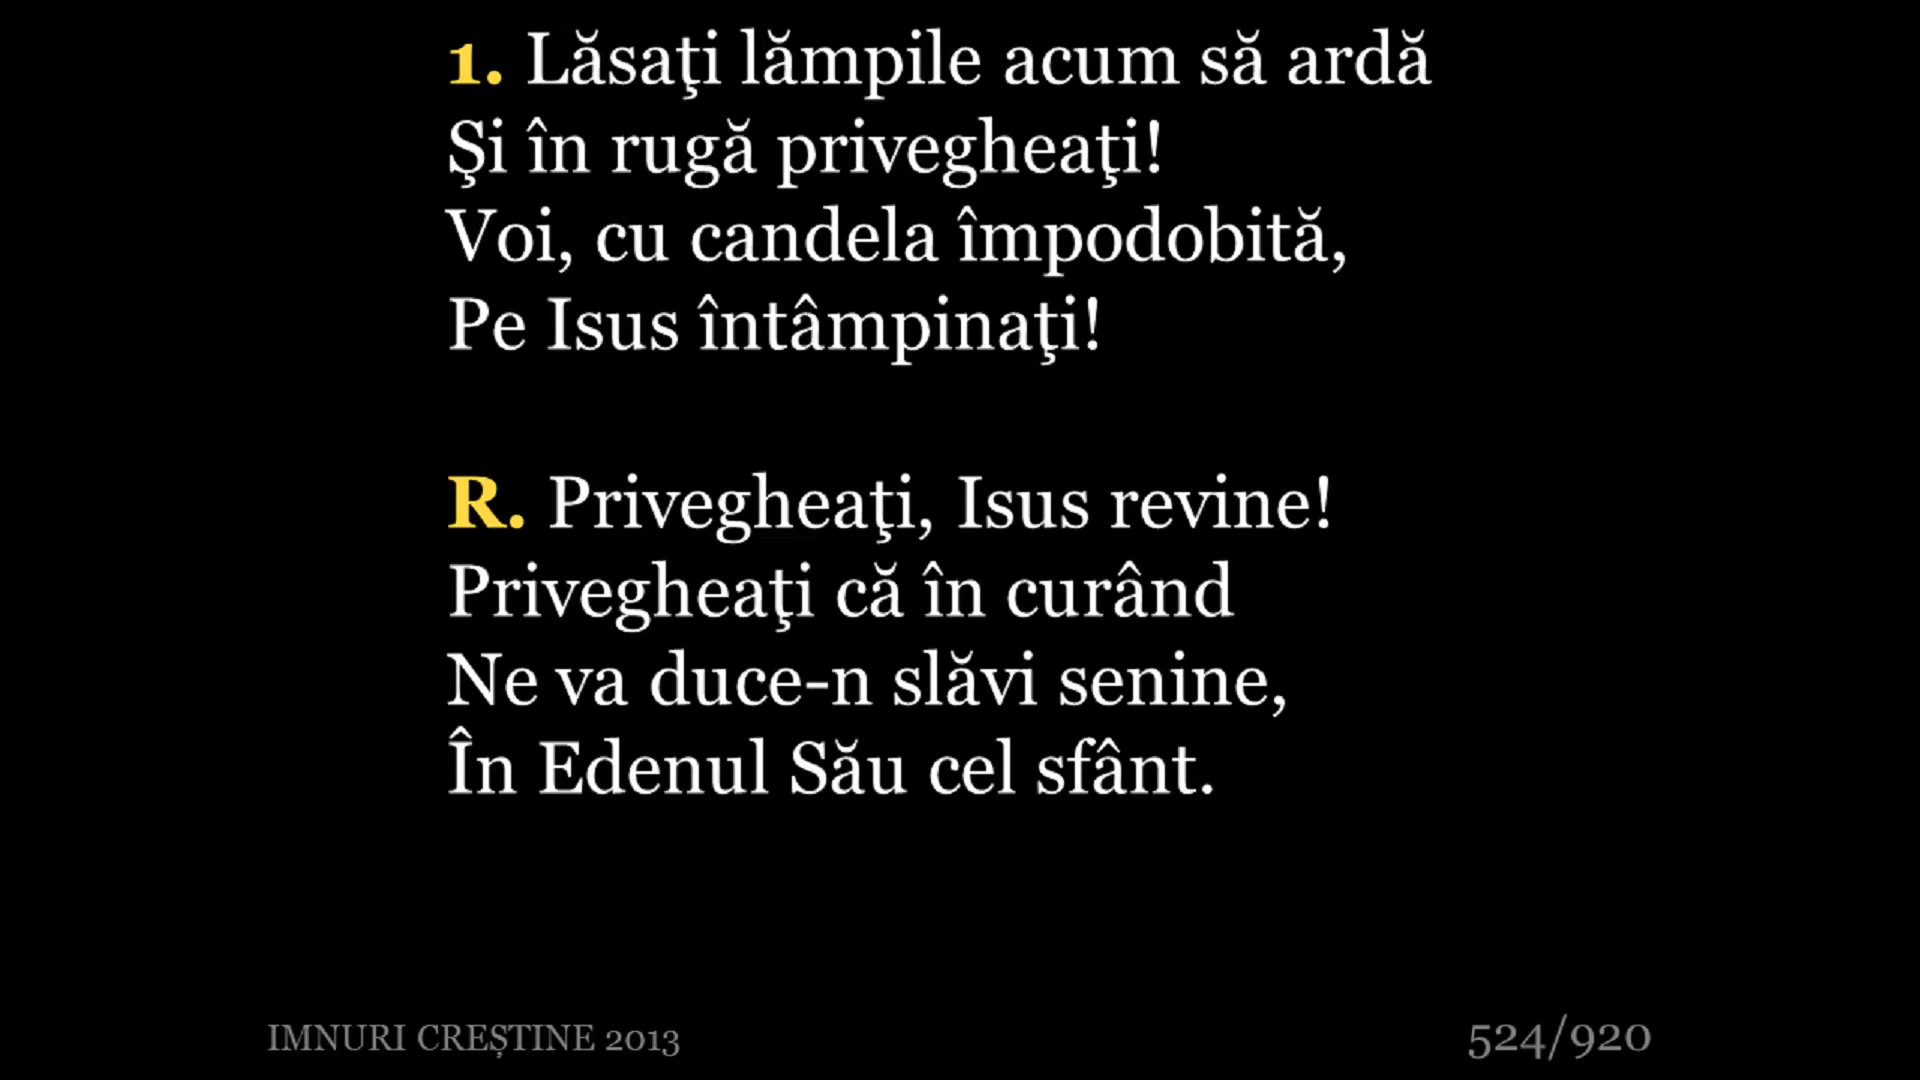 1. Lăsaţi lămpile acum să ardă
Şi în rugă privegheaţi!
Voi, cu candela împodobită,
Pe Isus întâmpinaţi!
R. Privegheaţi, Isus revine!
Privegheaţi că în curând
Ne va duce-n slăvi senine,
În Edenul Său cel sfânt.
IMNURI CREȘTINE 2013
524/920